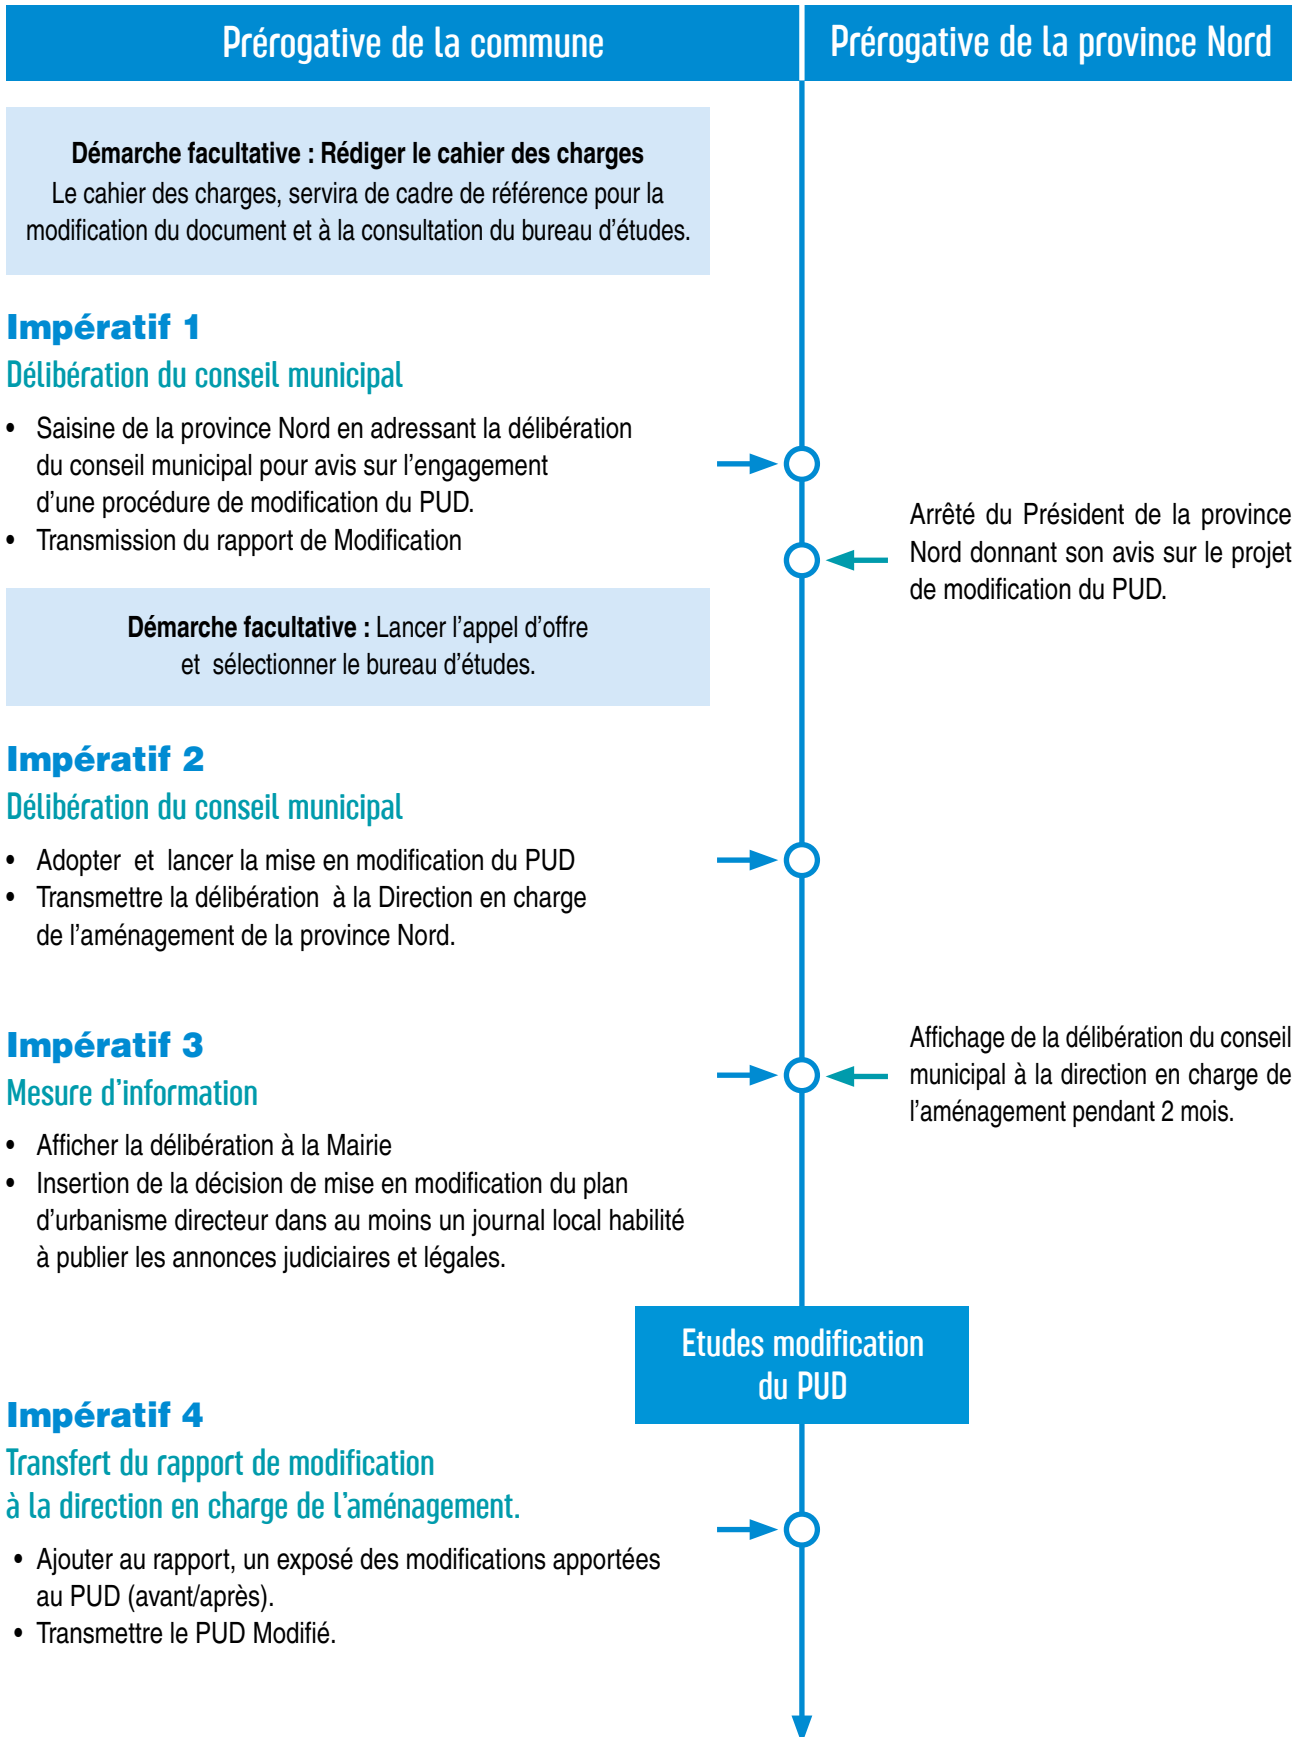 Prérogative de la commune
Prérogative de la province Nord
Démarche facultative : Rédiger le cahier des charges
Le cahier des charges, servira de cadre de référence pour la
modification du document et à la consultation du bureau d’études.
Impératif 1
Délibération du conseil municipal
• Saisine de la province Nord en adressant la délibération
du conseil municipal pour avis sur l’engagement
d’une procédure de modification du PUD.
• Transmission du rapport de Modification
Arrêté du Président de la province
Nord donnant son avis sur le projet
de modification du PUD.
Démarche facultative : Lancer l’appel d’offre
et sélectionner le bureau d’études.
Impératif 2
Délibération du conseil municipal
• Adopter et lancer la mise en modification du PUD
• Transmettre la délibération à la Direction en charge
de l’aménagement de la province Nord.
Impératif 3
Mesure d’information
• Afficher la délibération à la Mairie
• Insertion de la décision de mise en modification du plan
d’urbanisme directeur dans au moins un journal local habilité
à publier les annonces judiciaires et légales.
Affichage de la délibération du conseil
municipal à la direction en charge de
l’aménagement pendant 2 mois.
Etudes modification
du PUD
Impératif 4
Transfert du rapport de modification
à la direction en charge de l’aménagement.
• Ajouter au rapport, un exposé des modifications apportées
au PUD (avant/après).
• Transmettre le PUD Modifié.